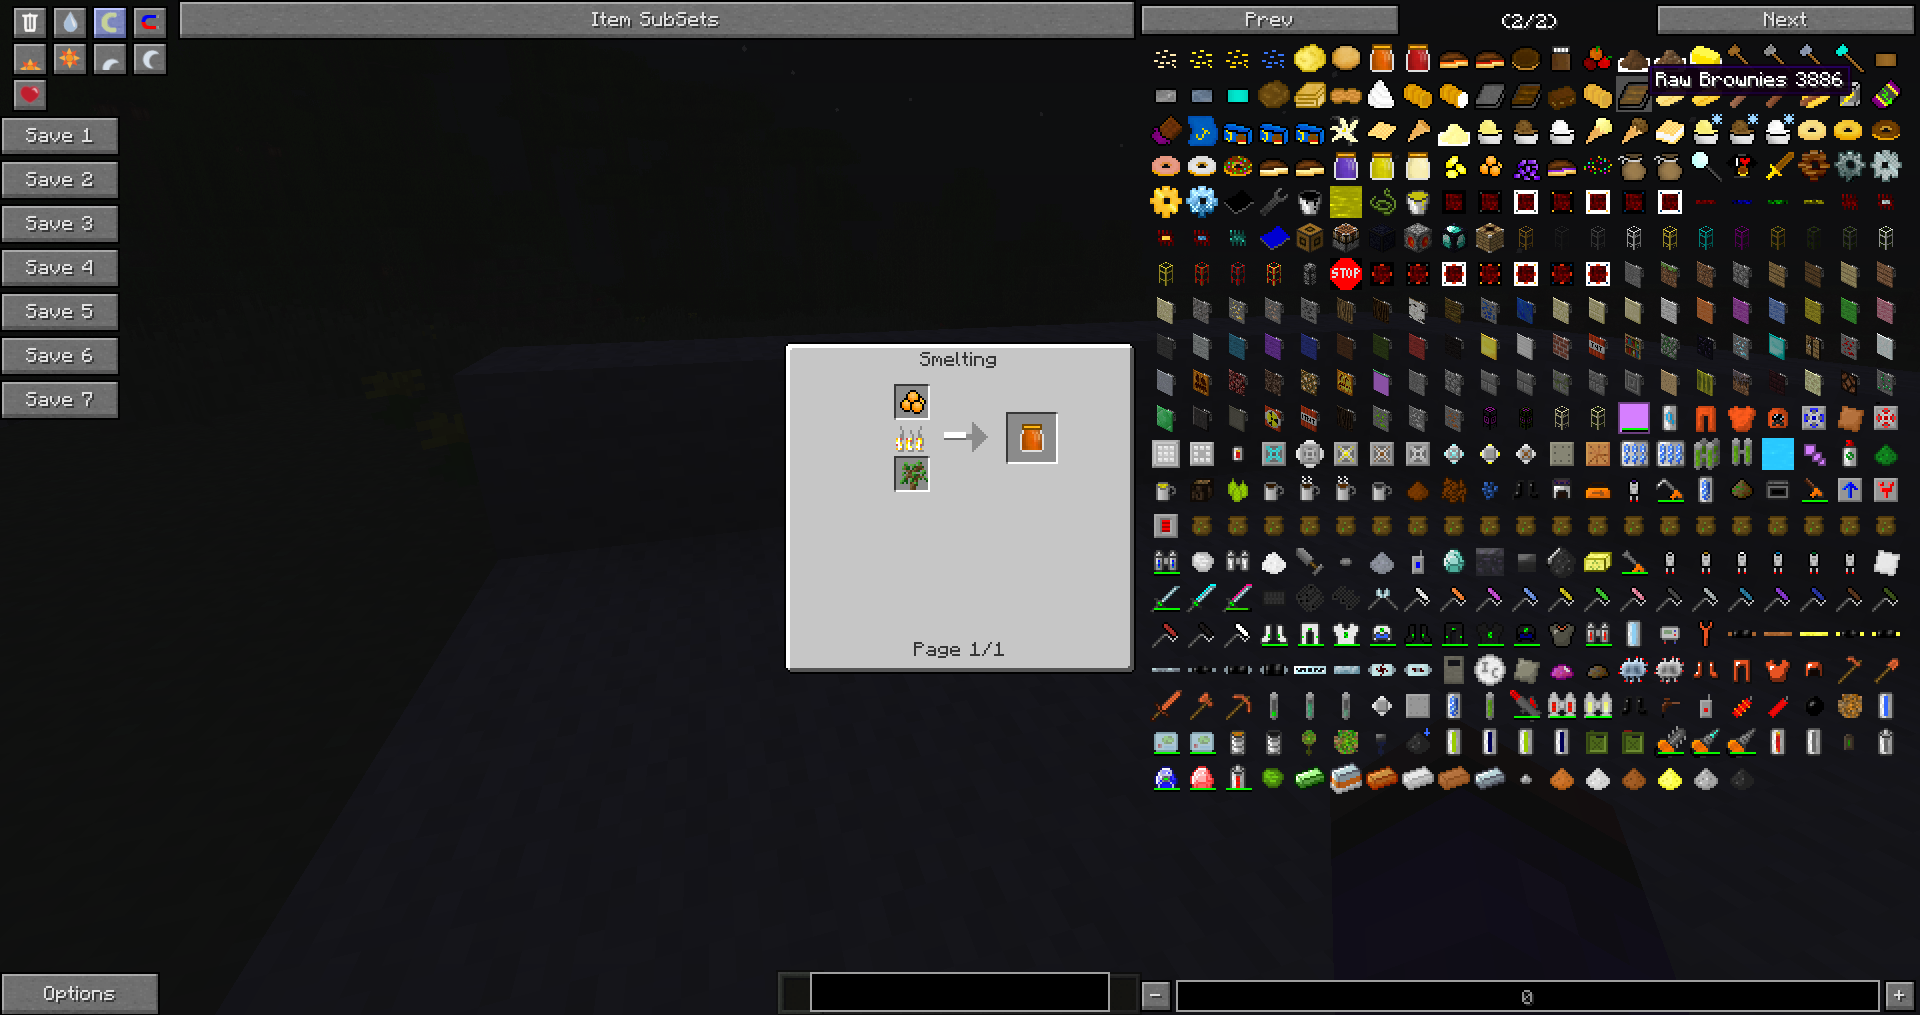 Item SubSets
Prev
(2/2)
Next
Raw Brownies 3886
Save 1
Save 2
Save 3
Save 4
Save 5
Save 6
Save 7
STOP
Smelting
Page 1/1
Options
-
0
+